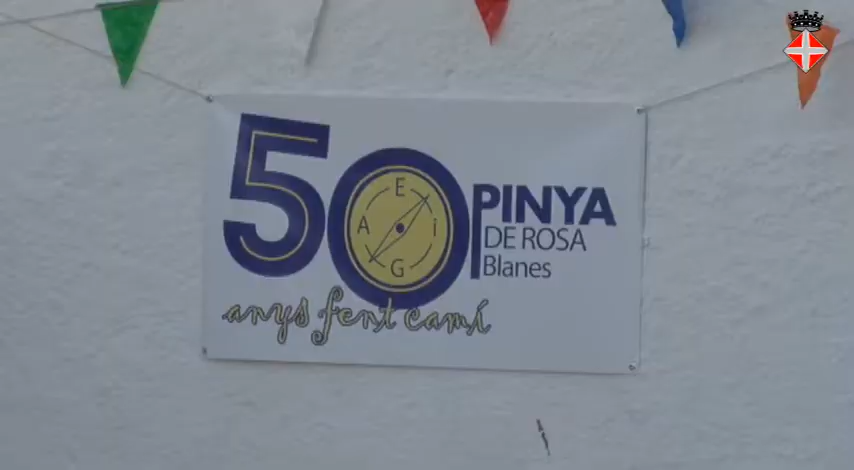 50
PINYA
DE ROSA
Blanes
E
A i
G
anys fent camí